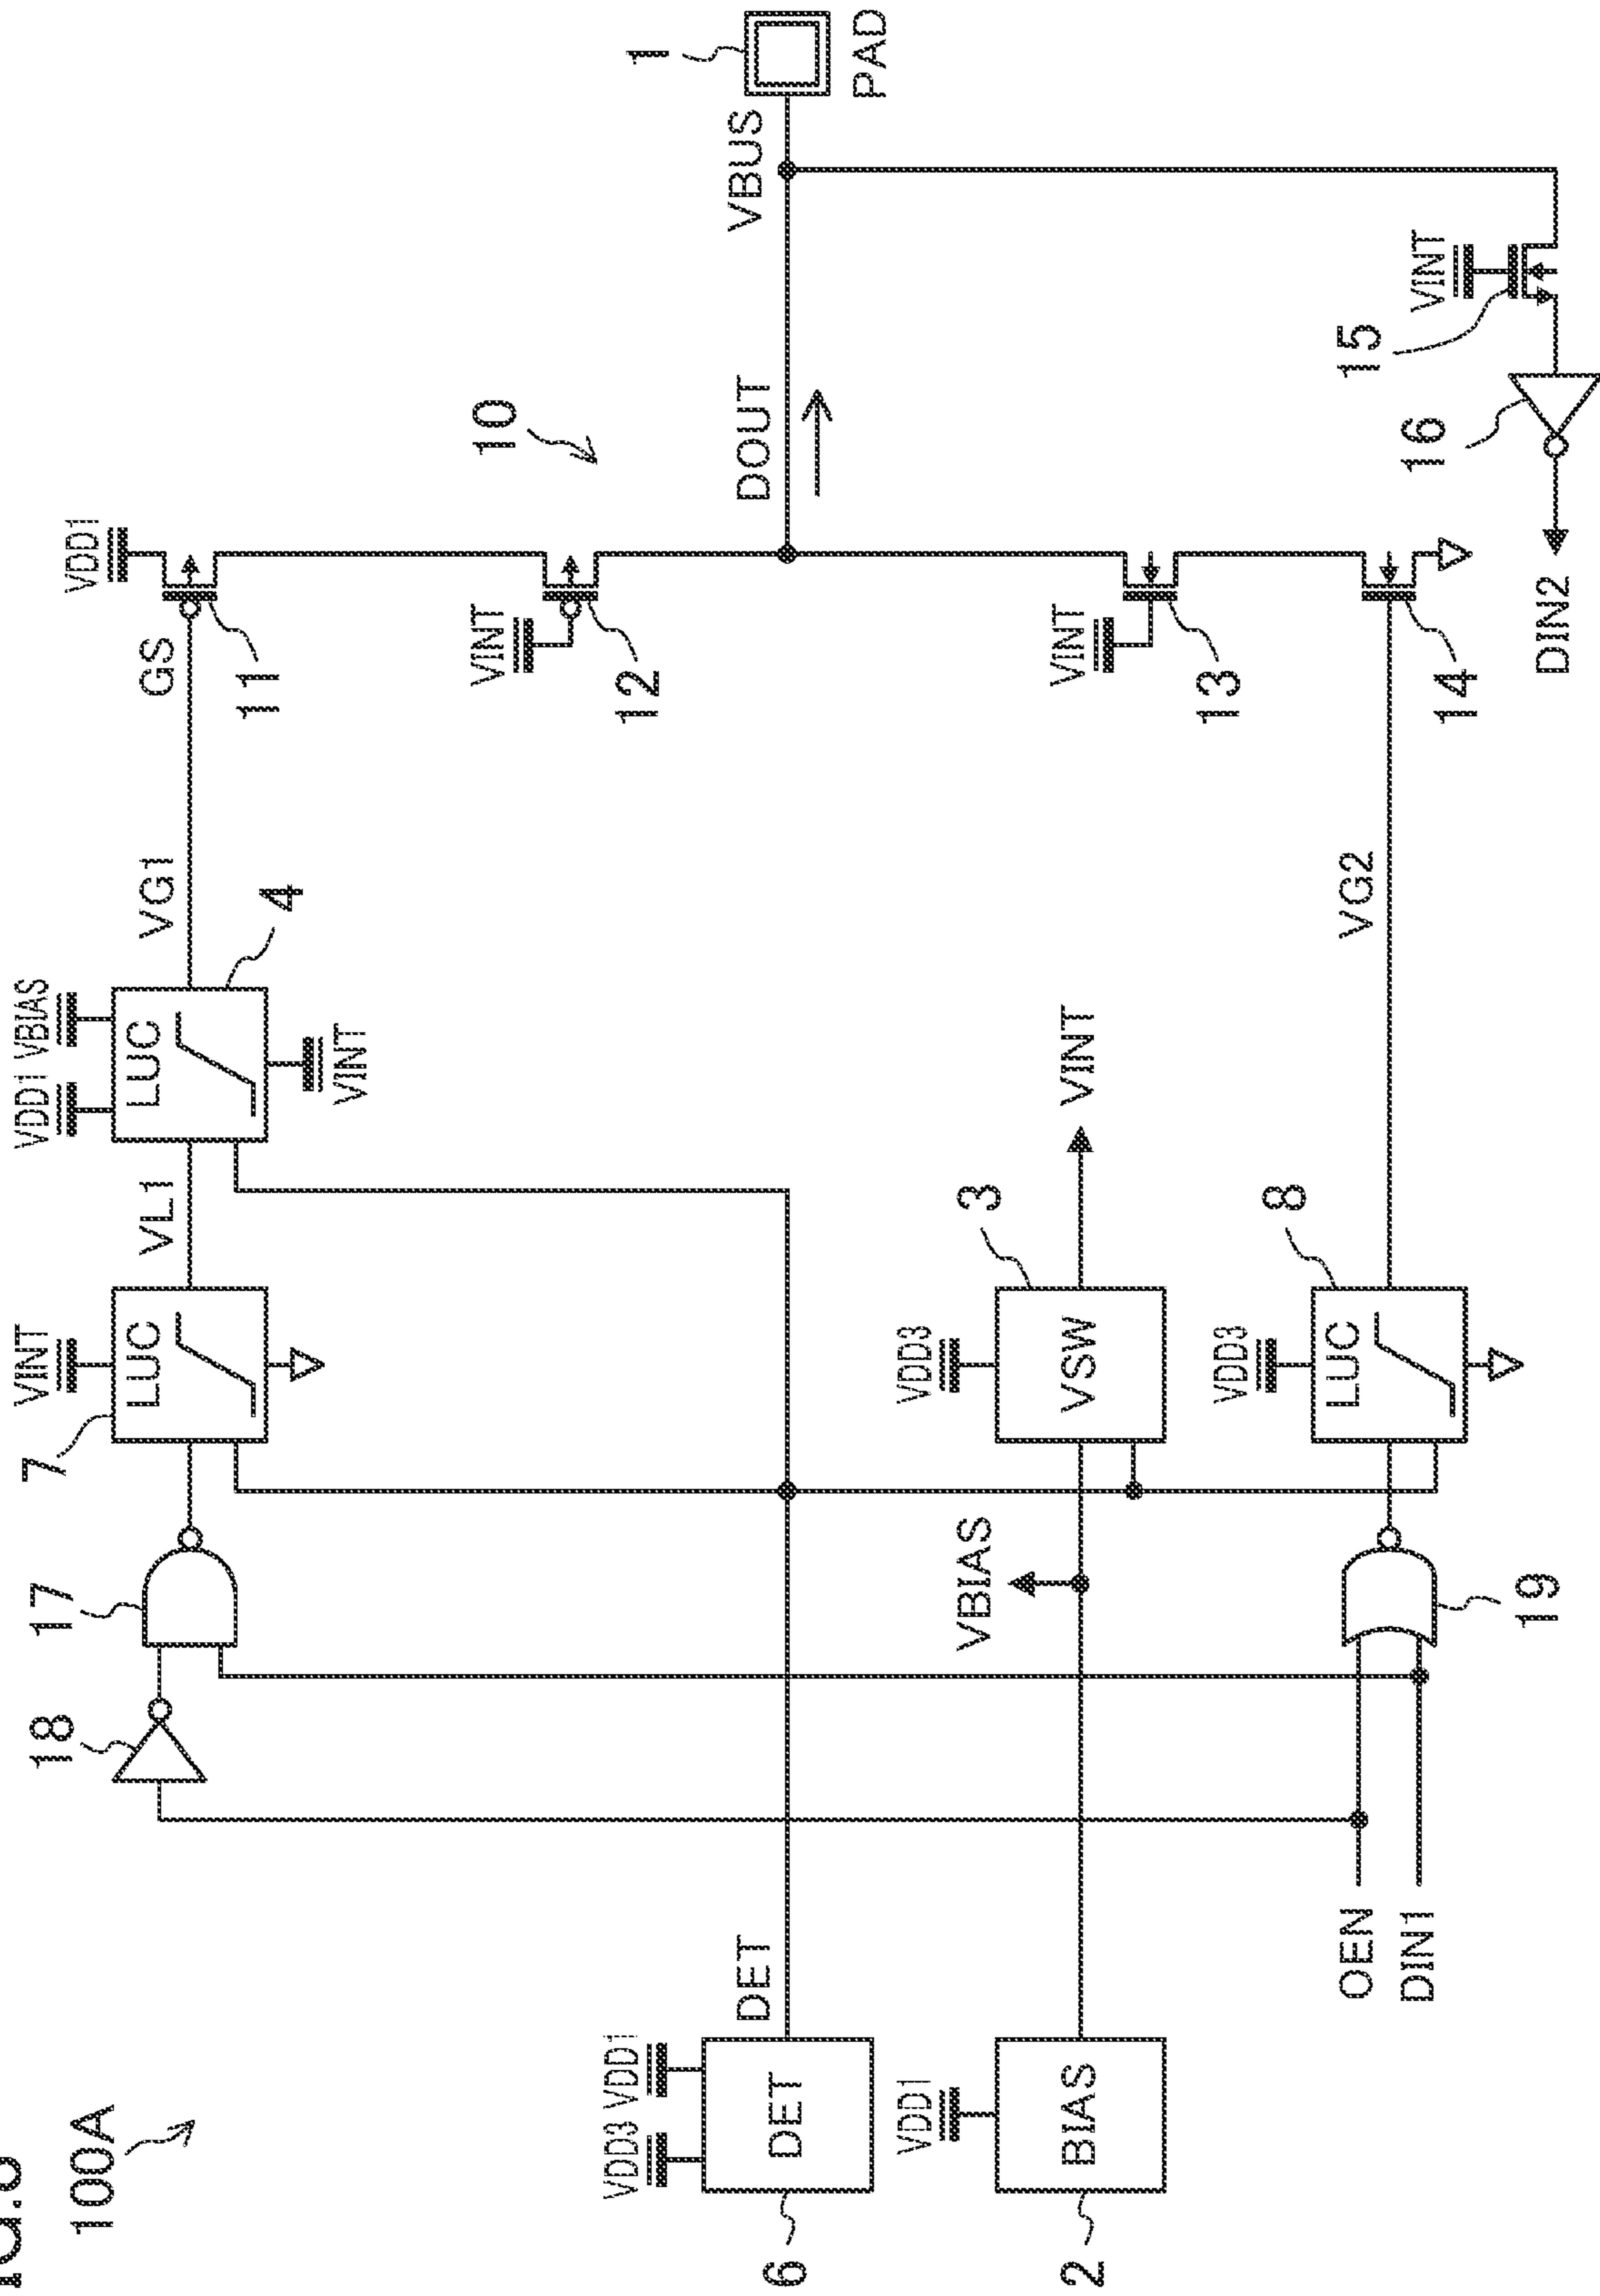 100A
VDD3 VDD1
DET
6
DET
VDD1
BIAS
2
VBIAS
OEN
DIN1
18
17
19
7
VINT
LUC
VL1
VDD1 VBIAS
LUC
4
VINT
VG1
GS
VDD3
VSW
3
VINT
VDD3
LUC
8
VG2
VDD1
11
VINT
12
10
DOUT
VBUS
1
PAD
VINT
13
14
VINT
15
16
DIN2